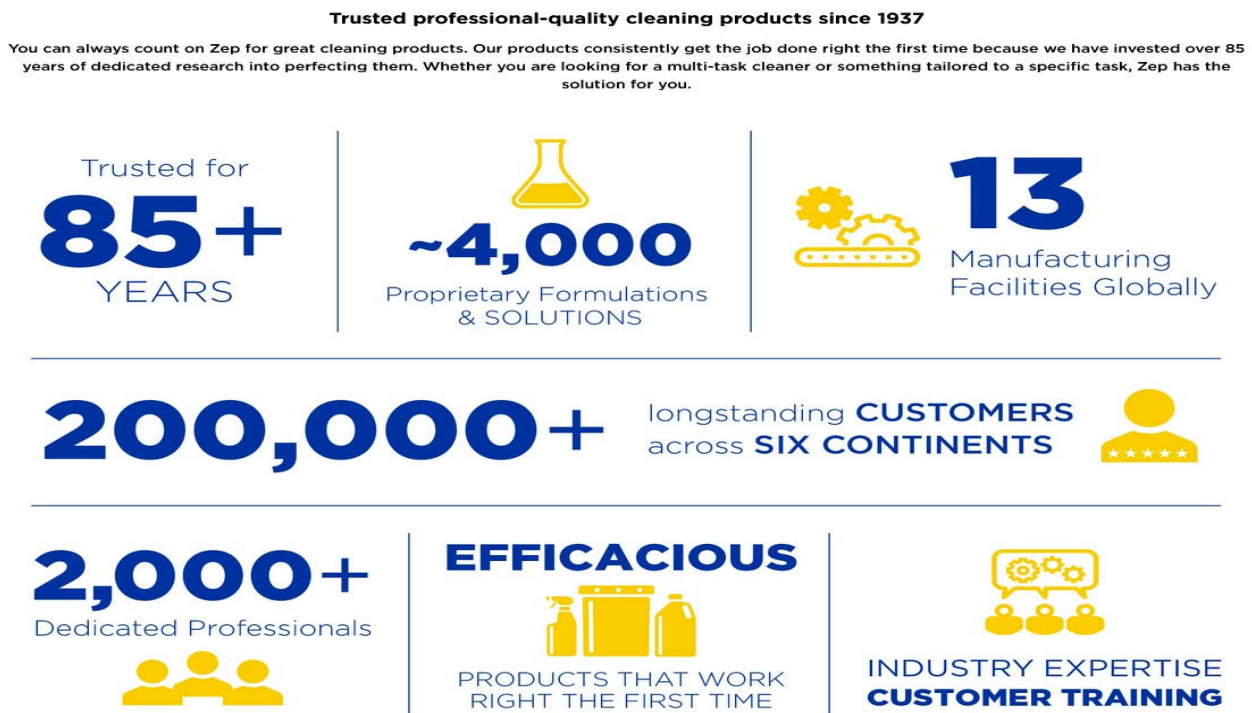 Trusted professional-quality cleaning products since 1937
You can always count on Zep for great cleaning products. Our products consistently get the job done right the first time because we have invested over 85
years of dedicated research into perfecting them. Whether you are looking for a multi-task cleaner or something tailored to a specific task, Zep has the
solution for you.
Trusted for
85+
YEARS
~4,000
Proprietary Formulations
& SOLUTIONS
13
Manufacturing
Facilities Globally
200,000+
longstanding CUSTOMERS
across SIX CONTINENTS
2,000+
Dedicated Professionals
EFFICACIOUS
PRODUCTS THAT WORK
RIGHT THE FIRST TIME
INDUSTRY EXPERTISE
CUSTOMER TRAINING